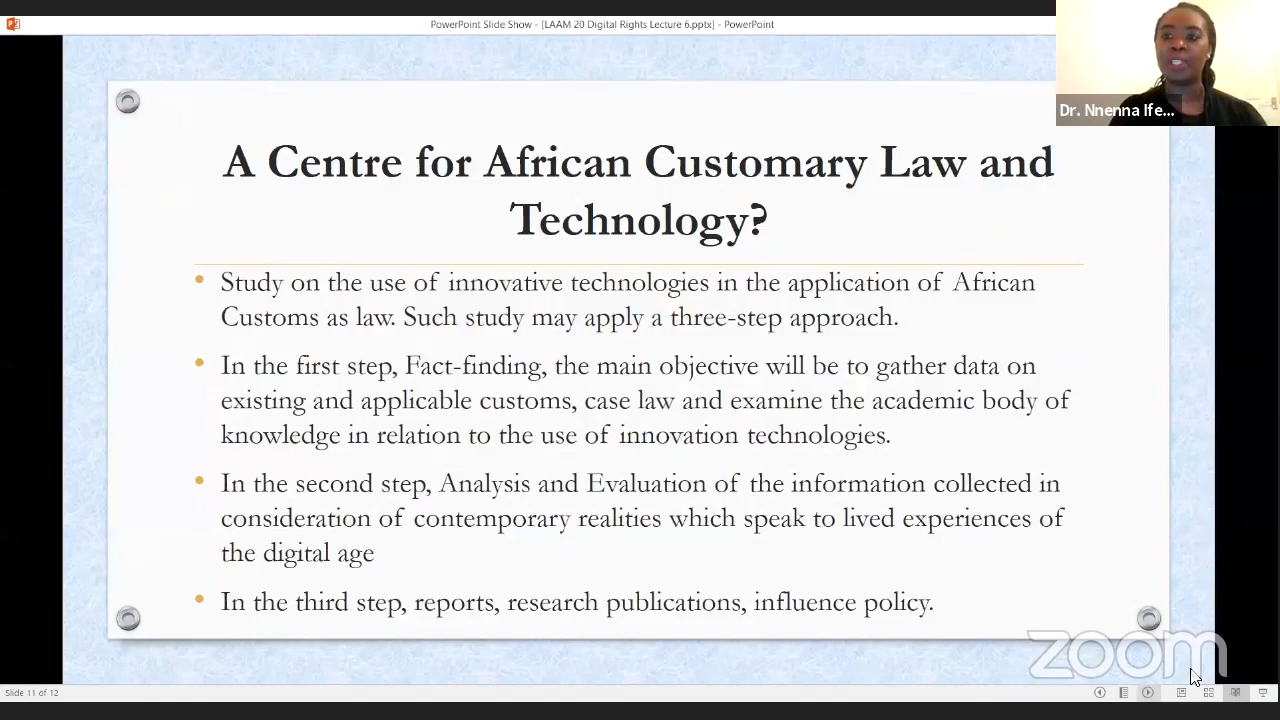 PowerPoint Slide Show - [LAAM 20 Digital Rights Lecture 6.pptx] - PowerPoint
Dr. Nnenna Ife...
A Centre for African Customary Law and
Technology?
• Study on the use of innovative technologies in the application of African
Customs as law. Such study may apply a three-step approach.
• In the first step, Fact-finding, the main objective will be to gather data on
existing and applicable customs, case law and examine the academic body of
knowledge in relation to the use of innovation technologies.
• In the second step, Analysis and Evaluation of the information collected in
consideration of contemporary realities which speak to lived experiences of
the digital age
• In the third step, reports, research publications, influence policy.
zoom
Slide 11 of 12